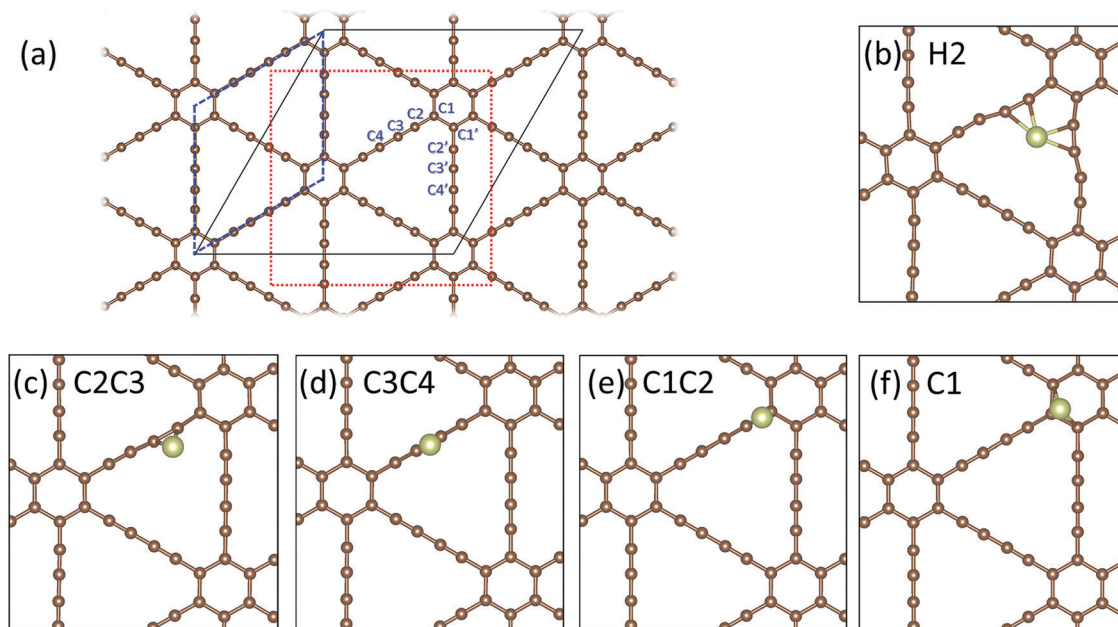 (a)
C1
C2
C3
C4
C1'
C2'
C3'
C4'
(b) H2
(c) C2C3
(d) C3C4
(e) C1C2
(f) C1